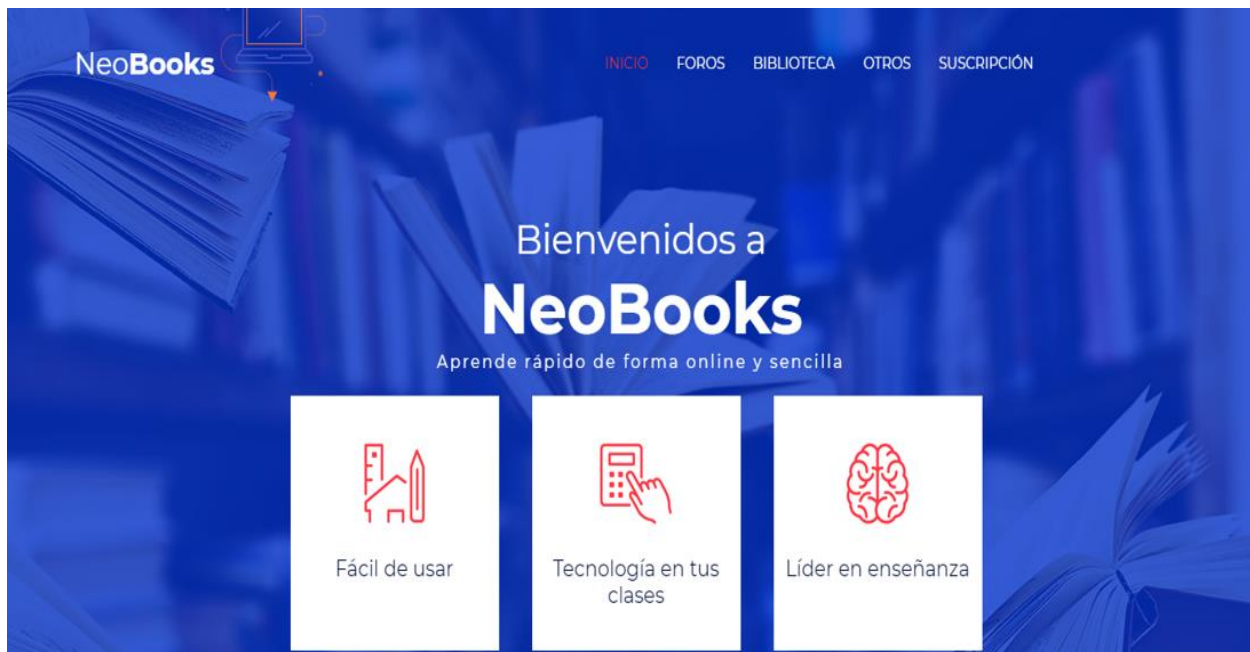 NeoBooks
INICIO FOROS BIBLIOTECA OTROS SUSCRIPCIÓN
Bienvenidos a
NeoBooks
Aprende rápido de forma online y sencilla
Fácil de usar
Tecnología en tus
clases
Líder en enseñanza